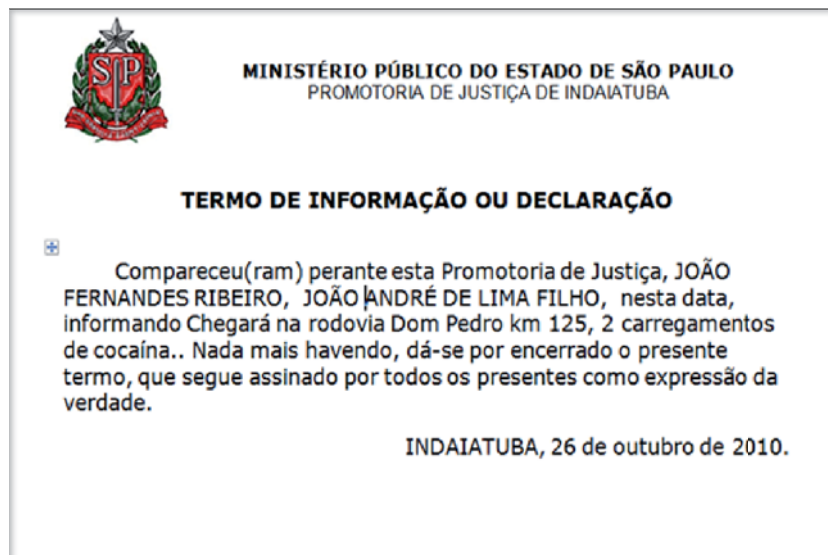 SP
MINISTÉRIO PÚBLICO DO ESTADO DE SÃO PAULO
PROMOTORIA DE JUSTIÇA DE INDAIATUBA
TERMO DE INFORMAÇÃO OU DECLARAÇÃO
Compareceu(ram) perante esta Promotoria de Justiça, JOÃO
FERNANDES RIBEIRO, JOÃO ANDRÉ DE LIMA FILHO, nesta data,
informando Chegará na rodovia Dom Pedro km 125, 2 carregamentos
de cocaína.. Nada mais havendo, dá-se por encerrado o presente
termo, que segue assinado por todos os presentes como expressão da
verdade.
INDAIATUBA, 26 de outubro de 2010.